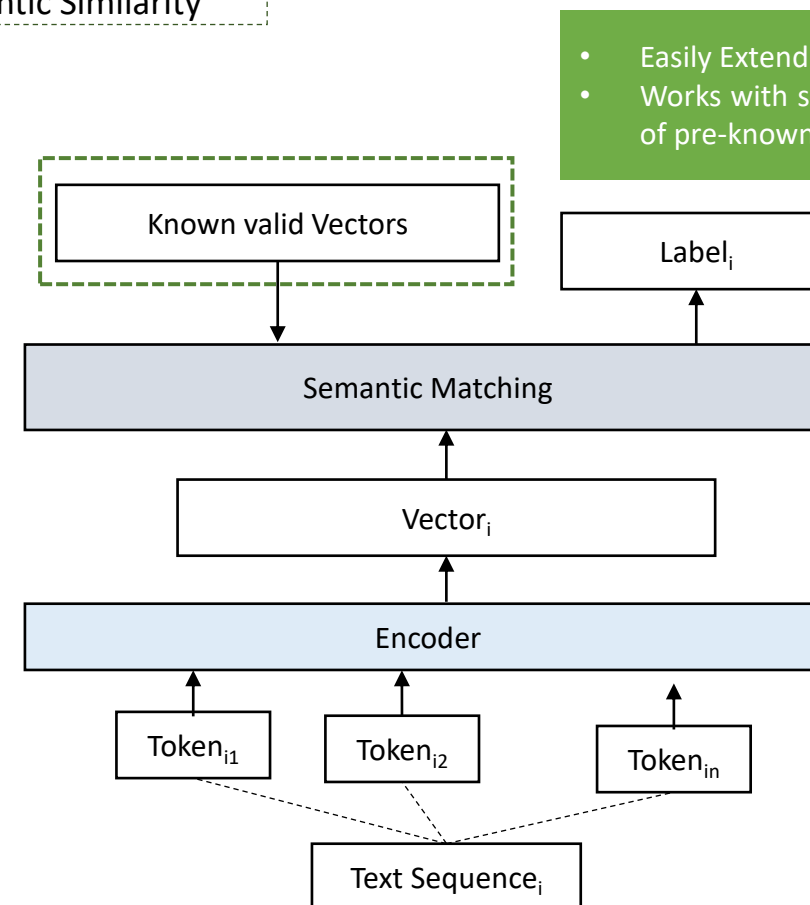 Similarity
Easily Extend
Works with
of pre-known
Known valid Vectors
Label_i
Semantic Matching
Vector_i
Encoder
Token_i1
Token_i2
Token_in
Text Sequence_i